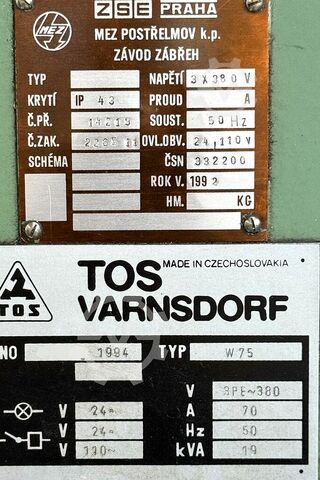 ZSE PRAHA
MEZ
MEZ POSTŘELMOV k.p.
ZÁVOD ZÁBŘEH
TYP NAPĚTÍ 3X380 V
KRYTÍ IP 43 PROUD A
Č.PŘ. 14219 SOUST. 50 Hz
Č.ZAK. OVL.OBV. 24,110V
SCHÉMA ČSN 332200
ROK V. 1992
HM. KG
TOS
TOS MADE IN CZECHOSLOVAKIA
VARNSDORF
NO 1994 TYP W75
V 3PE~380
V 24= A 70
V 24~ Hz 50
V 110~ kVA 19